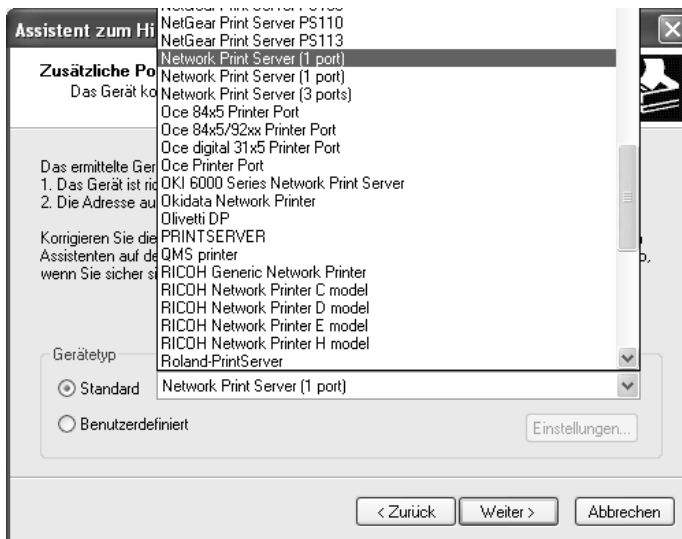 NetGear Print Server PS110
Assistent zum Hi
NetGear Print Server PS113
Network Print Server (1 port)
Zusätzliche Po
Network Print Server (1 port)
Das Gerät ko
Network Print Server (3 ports)
Oce 84x5 Printer Port
Oce 84x5/92xx Printer Port
Oce digital 31x5 Printer Port
Das ermittelte Ger
Oce Printer Port
1. Das Gerät ist ric
OKI 6000 Series Network Print Server
2. Die Adresse au
Okidata Network Printer
Olivetti DP
Korrigieren Sie die
PRINTSERVER
Assistenten auf de
QMS printer
o,
wenn Sie sicher si
RICOH Generic Network Printer
RICOH Network Printer C model
RICOH Network Printer D model
RICOH Network Printer E model
RICOH Network Printer H model
Gerätetyp
Roland-PrintServer
Standard
Network Print Server (1 port)
Benutzerdefiniert
Einstellungen...
< Zurück
Weiter >
Abbrechen